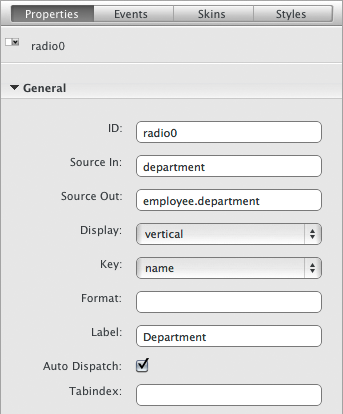 Properties Events Skins Styles
radio0
General
ID: radio0
Source In: department
Source Out: employee.department
Display: vertical
Key: name
Format:
Label: Department
Auto Dispatch:
Tabindex: